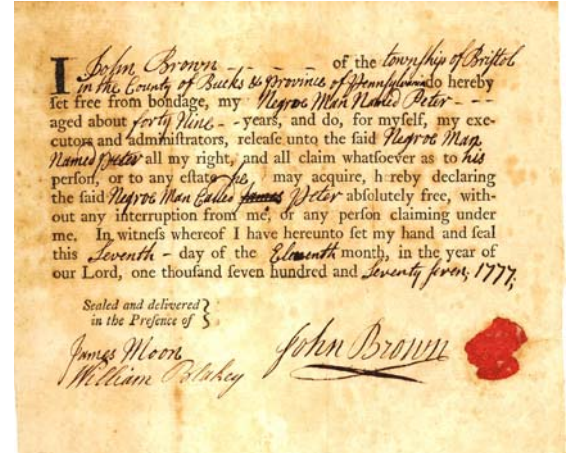 I John Brown - - - - - of the township of Bristol
in the County of Bucks & Province of Pennsylvania do hereby
ſet free from bondage, my Negroe Man Named Peter - - -
aged about forty Nine - - years, and do, for myſelf, my exe-
cutors and adminiſtrators, releaſe unto the ſaid Negroe Man
Named Peter all my right, and all claim whatſoever as to his
perſon, or to any eſtate he may acquire, h reby declaring
the ſaid Negroe Man Called James Peter abſolutely free, with-
out any interruption from me, or any perſon claiming under
me. In witneſs whereof I have hereunto ſet my hand and ſeal
this Seventh - day of the Eleventh month, in the year of
our Lord, one thouſand ſeven hundred and Seventy Seven, 1777,
Sealed and delivered
in the Preſence of
James Moore
John Brown
William Blakey